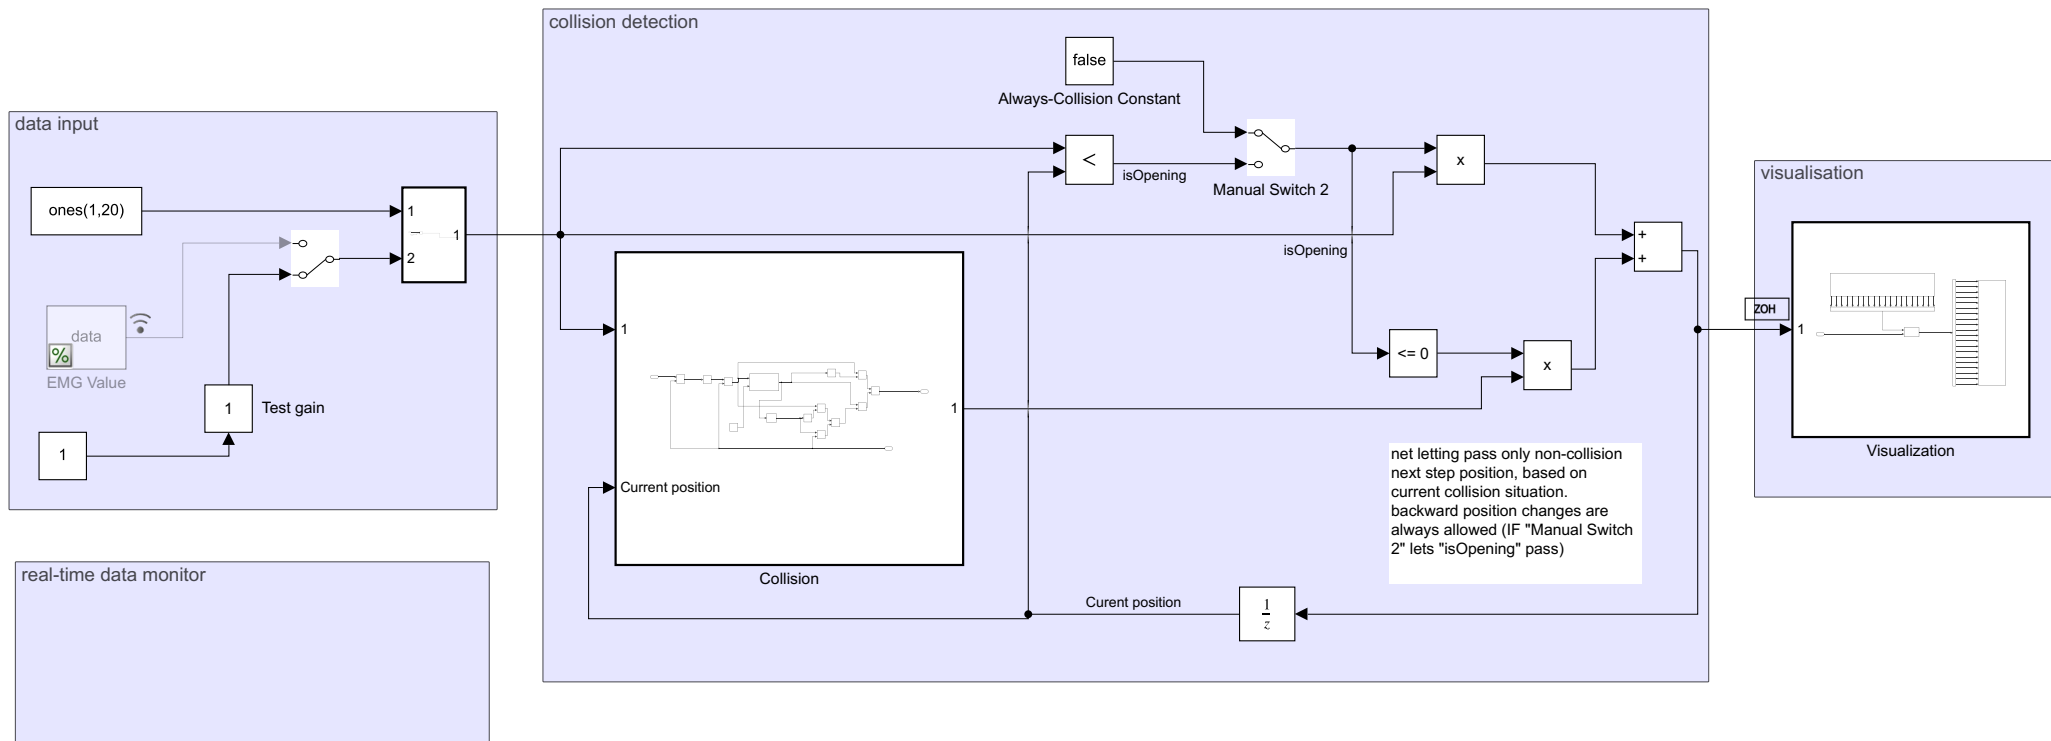 collision detection
false
Always-Collision Constant
data input
<
isOpening
Manual Switch 2
x
visualisation
ones(1,20)
1
2
1
isOpening
+
+
data
%
EMG Value
1
Test gain
1
1
1
Current position
Collision
<= 0
x
ZOH
1
Visualization
net letting pass only non-collision
next step position, based on
current collision situation.
backward position changes are
always allowed (IF "Manual Switch
2" lets "isOpening" pass)
real-time data monitor
Curent position
1
z